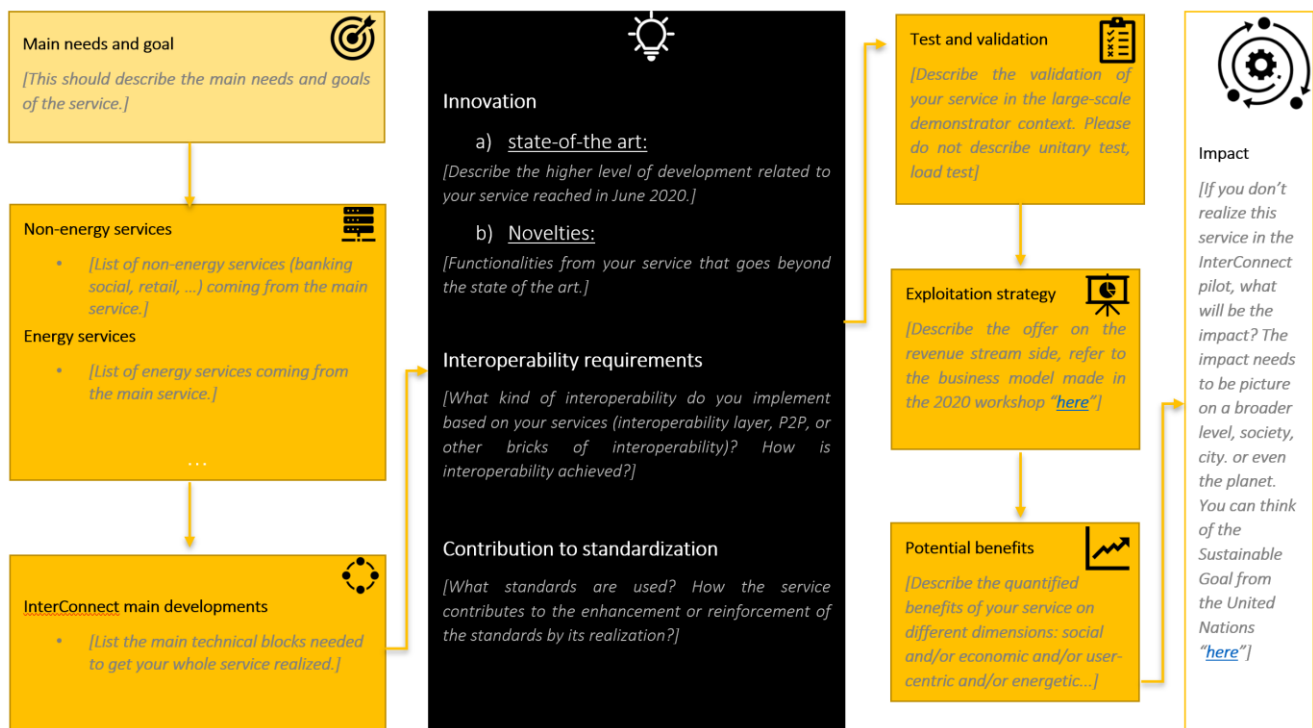 Main needs and goal
[This should describe the main needs and goals
of the service.]
Non-energy services
• [List of non-energy services (banking
social, retail, ...) coming from the main
service.]
Energy services
• [List of energy services coming from
the main service.]
...
InterConnect main developments
• [List the main technical blocks needed
to get your whole service realized.]
Innovation
a) state-of-the art:
[Describe the higher level of development related to
your service reached in June 2020.]
b) Novelties:
[Functionalities from your service that goes beyond
the state of the art.]
Interoperability requirements
[What kind of interoperability do you implement
based on your services (interoperability layer, P2P, or
other bricks of interoperability)? How is
interoperability achieved?]
Contribution to standardization
[What standards are used? How the service
contributes to the enhancement or reinforcement of
the standards by its realization?]
Test and validation
[Describe the validation of
your service in the large-scale
demonstrator context. Please
do not describe unitary test,
load test]
Exploitation strategy
[Describe the offer on the
revenue stream side, refer to
the business model made in
the 2020 workshop "here"]
Potential benefits
[Describe the quantified
benefits of your service on
different dimensions: social
and/or economic and/or user-
centric and/or energetic...]
Impact
[If you don't
realize this
service in the
InterConnect
pilot, what
will be the
impact? The
impact needs
to be picture
on a broader
level, society,
city. or even
the planet.
You can think
of the
Sustainable
Goal from
the United
Nations
"here"]